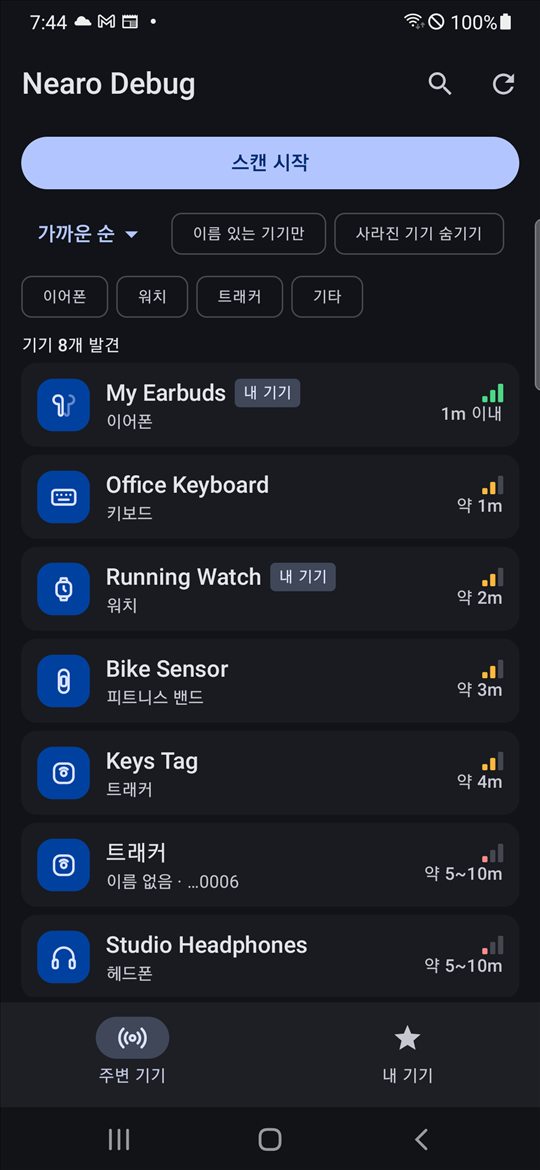 7:44 100%
Nearo Debug
스캔 시작
가까운 순 이름 있는 기기만 사라진 기기 숨기기
이어폰 워치 트래커 기타
기기 8개 발견
My Earbuds 내 기기
이어폰 1m 이내
Office Keyboard
키보드 약 1m
Running Watch 내 기기
워치 약 2m
Bike Sensor
피트니스 밴드 약 3m
Keys Tag
트래커 약 4m
트래커
이름 없음 · …0006 약 5~10m
Studio Headphones
헤드폰 약 5~10m
주변 기기 내 기기